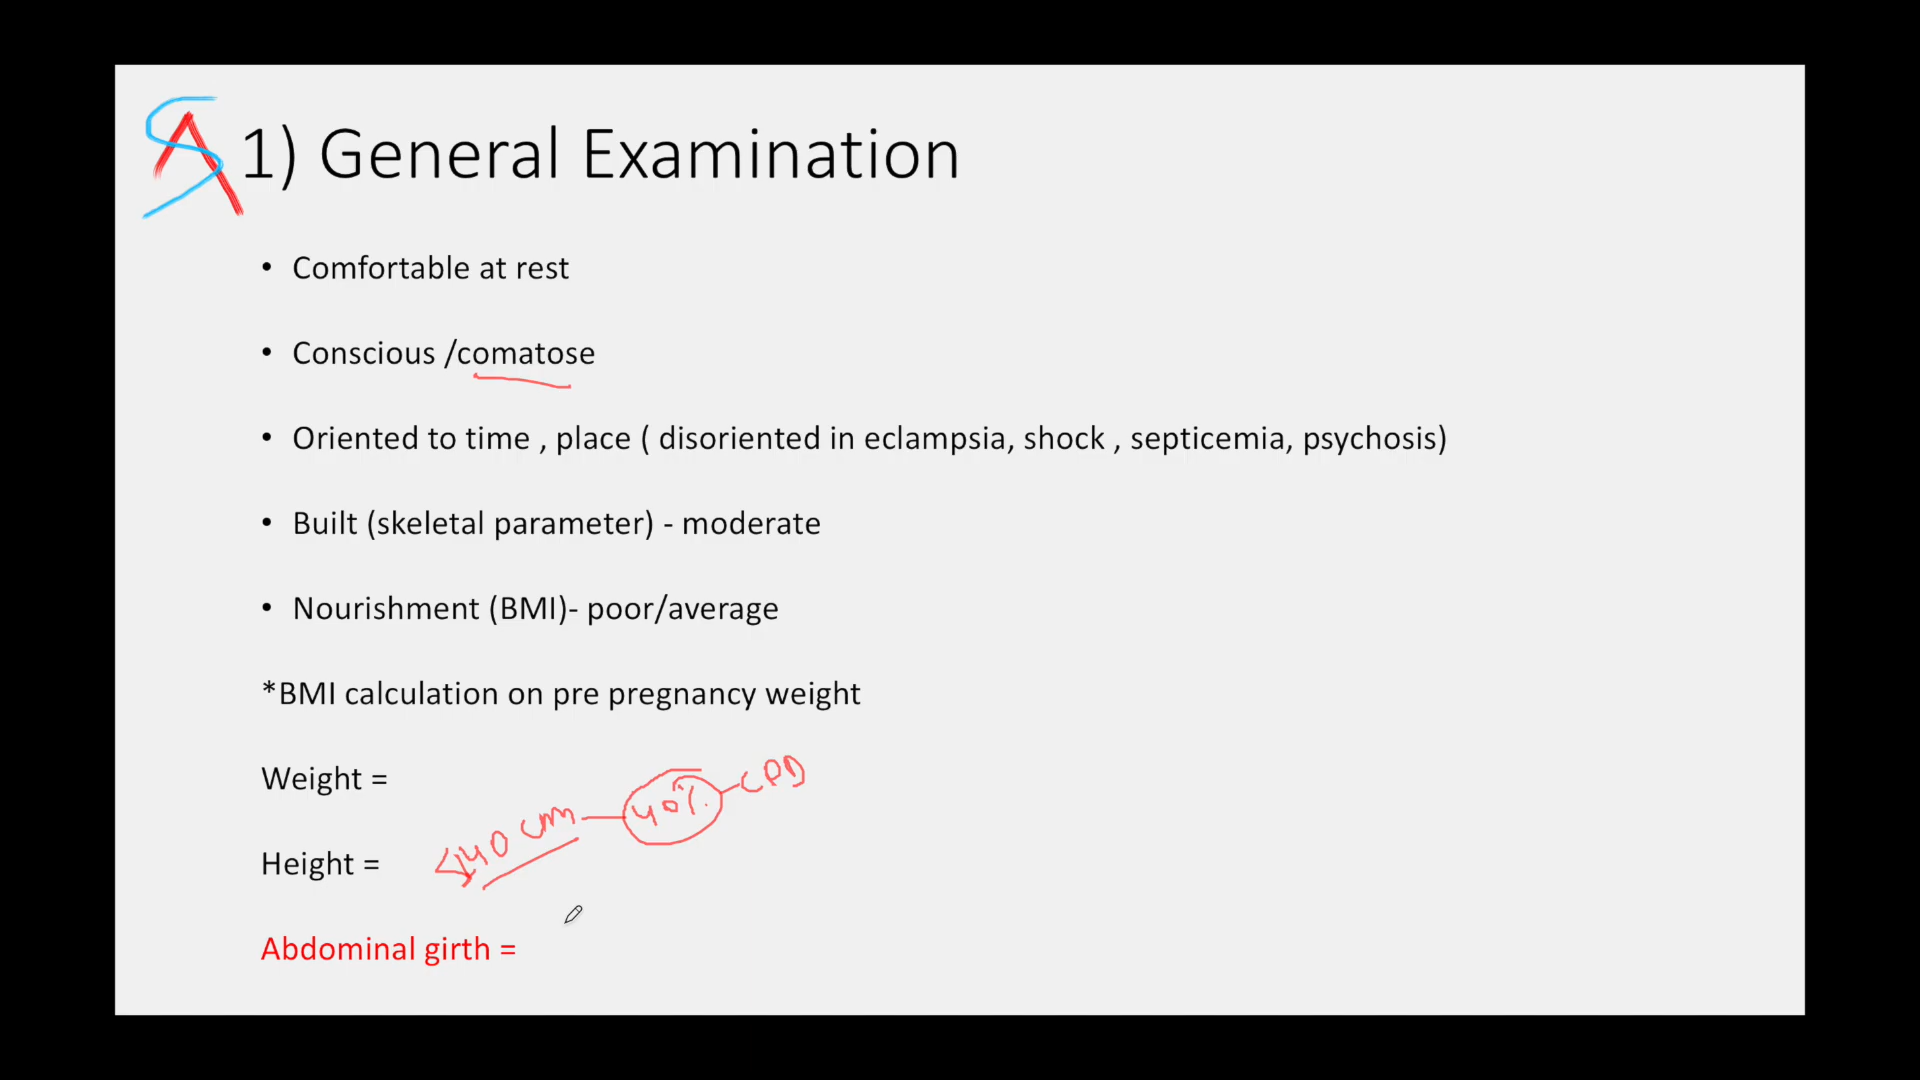 SA
1) General Examination
• Comfortable at rest
• Conscious /comatose
• Oriented to time , place ( disoriented in eclampsia, shock , septicemia, psychosis)
• Built (skeletal parameter) - moderate
• Nourishment (BMI)- poor/average
*BMI calculation on pre pregnancy weight
Weight =
<140 cm — 40% — CPD
Height =
Abdominal girth =